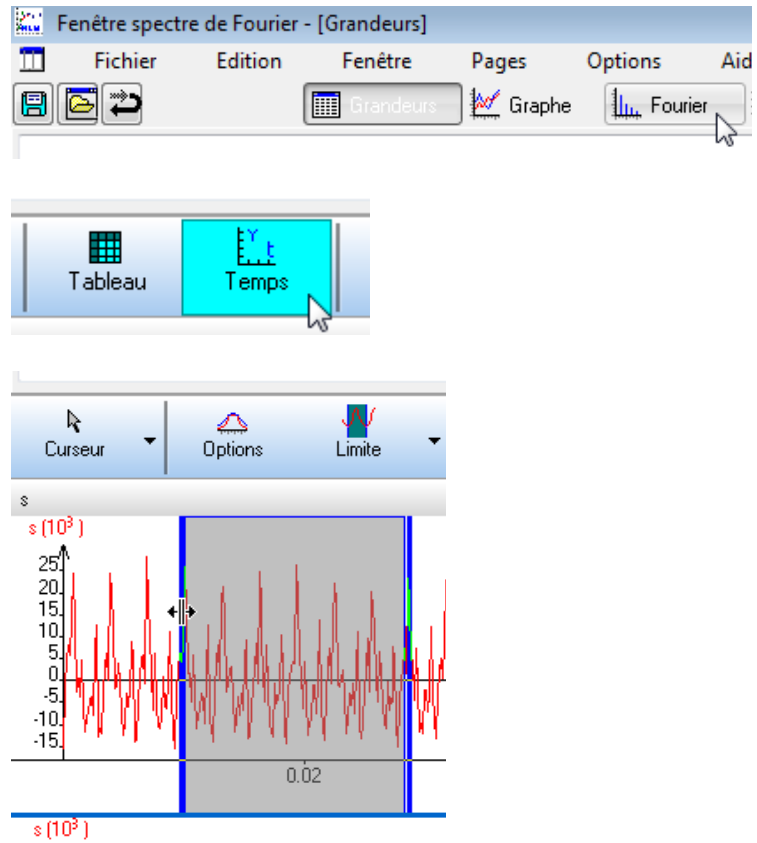 Fenêtre spectre de Fourier - [Grandeurs]
Fichier Edition Fenêtre Pages Options Aid
Grandeurs Graphe Fourier
Y t
Tableau Temps
Curseur Options Limite
s
s (10³ )
25
20
15
10
5
0
-5
-10
-15
0.02
s (10³ )